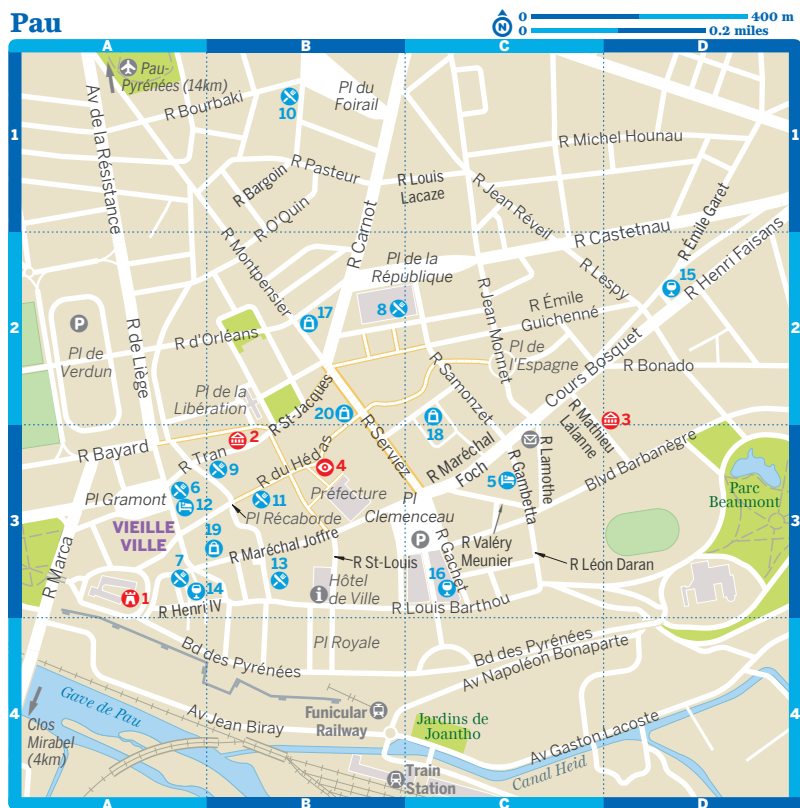 Pau
N
0 400 m
0 0.2 miles
A B C D
Pau-
Pyrénées (14km)
Av de la Résistance
R Bourbaki
10
Pl du
Foirail
1 1
R Michel Hounau
R Pasteur
R Bargoin
R O'Quin
R Louis
Lacaze
R Jean Réveil
R Carnot
R Montpensier
R Castetnau
R Émile Garet
R Henri Faisans
15
Pl de la
République
8
R Lespy
R Jean Monnet
R Émile
Guichenné
17
2 2
P
Pl de
Verdun
R de Liège
R d'Orléans
Pl de
l'Espagne
Cours Bosquet
R Bonado
Pl de la
Libération
R St-Jacques
20
R Samonzet
18
R Serviez
R Mathieu
Lalanne
3
R Bayard
R Tran
2
9
R du Hédas
4
R Maréchal
Foch
5
R Gambetta
R Lamothe
Blvd Barbanègre
Parc
Beaumont
Pl Gramont
6
12
11
Préfecture
Pl Récaborde
Pl
Clemenceau
3 3
VIEILLE
VILLE
19
R Maréchal Joffre
P
R Gachet
R Valéry
Meunier
R Léon Daran
R St-Louis
R Marca
7
14
13
16
1
Hôtel
de Ville
R Henri IV
R Louis Barthou
Pl Royale
Bd des Pyrénées
Bd des Pyrénées
Av Napoléon Bonaparte
Gave de Pau
Av Jean Biray
Funicular
Railway
Jardins de
Joantho
4 4
Clos
Mirabel
(4km)
Av Gaston Lacoste
Canal Heid
Train
Station
A B C D